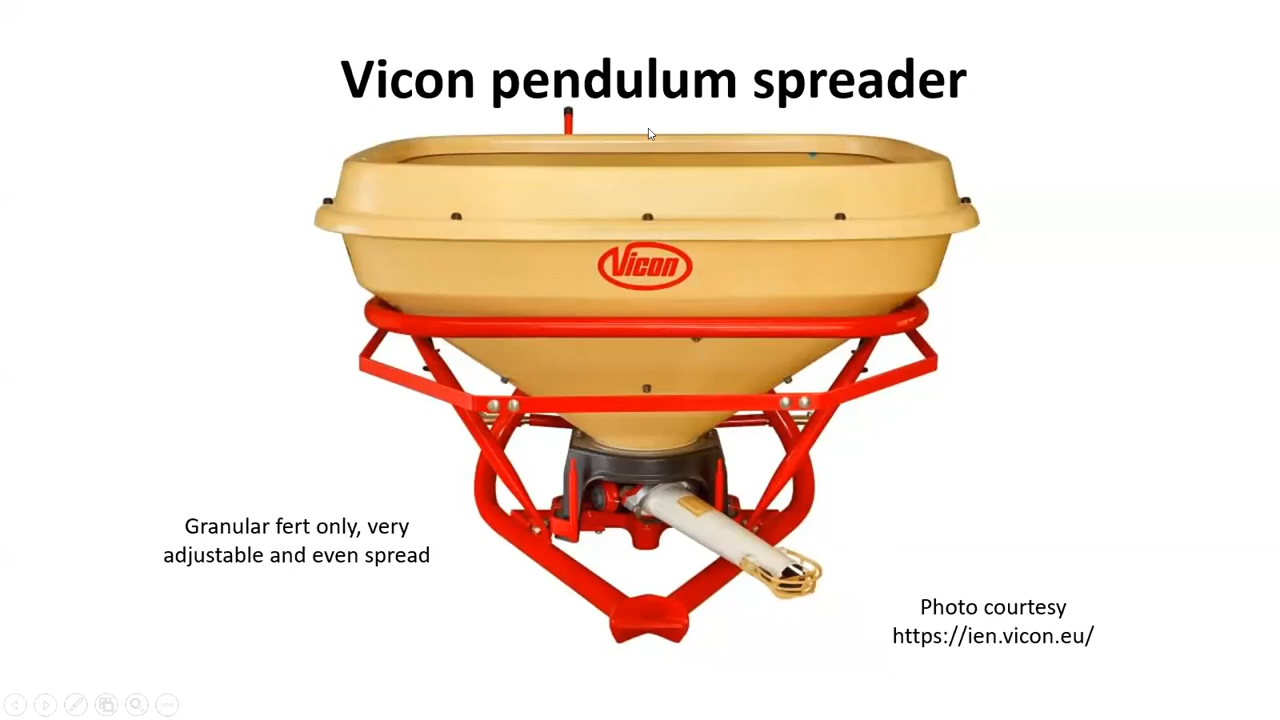 Vicon pendulum spreader
Vicon
Granular fert only, very
adjustable and even spread
Photo courtesy
https://ien.vicon.eu/